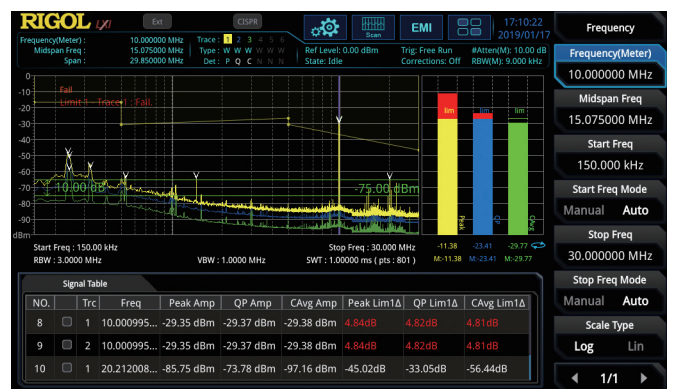 RIGOL LXI Ext CISPR Scan EMI 17:10:22 2019/01/17
Frequency(Meter) : 10.000000 MHz Trace : 1 2 3 4 5 6 Ref Level: 0.00 dBm Trig: Free Run #Atten(M): 10.00 dB
Midspan Freq : 15.075000 MHz Type : W W W W W W State: Idle Corrections: Off RBW(M): 9.000 kHz
Span : 29.850000 MHz Det : P Q C N N N
0
-10
-20
-30
-40
-50
-60
-70
-80
-90
dBm
Fail
Limit 1 - Trace 1 : Fail
10.00 dB
-75.00 dBm
lim lim lim
Peak QP CAvg
-11.38 -23.41 -29.77
M:-11.38 M:-23.41 M:-29.77
Start Freq : 150.00 kHz Stop Freq : 30.000 MHz
RBW : 3.0000 MHz VBW : 1.0000 MHz SWT : 1.00000 ms ( pts : 801 )
Signal Table
NO. Trc Freq Peak Amp QP Amp CAvg Amp Peak Lim1Δ QP Lim1Δ CAvg Lim1Δ
8 1 10.000995... -29.35 dBm -29.37 dBm -29.38 dBm 4.84dB 4.82dB 4.81dB
9 2 10.000995... -29.35 dBm -29.37 dBm -29.38 dBm 4.84dB 4.82dB 4.81dB
10 1 20.212008... -85.75 dBm -73.78 dBm -97.16 dBm -45.02dB -33.05dB -56.44dB
Frequency
Frequency(Meter)
10.000000 MHz
Midspan Freq
15.075000 MHz
Start Freq
150.000 kHz
Start Freq Mode
Manual Auto
Stop Freq
30.000000 MHz
Stop Freq Mode
Manual Auto
Scale Type
Log Lin
1/1